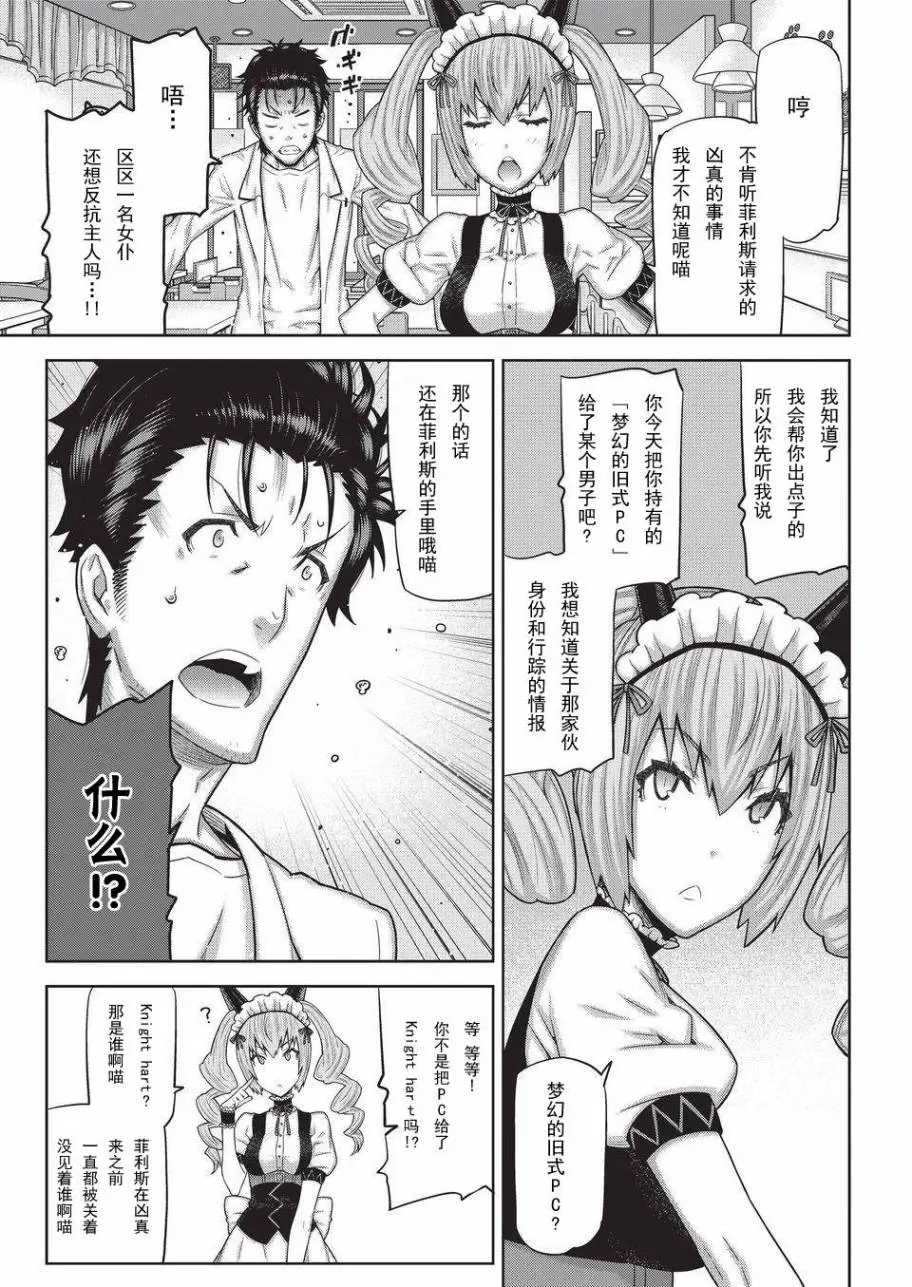 哼
不肯听菲利斯请求的
凶真的事情
我才不知道呢喵
ギギギ
唔…
区区一名女仆
还想反抗主人吗…!!
我知道了
我会帮你出点子的
所以你先听我说
你今天把你持有的
「梦幻的旧式PC」
给了某个男子吧？
我想知道关于那家伙
身份和行踪的情报
梦幻的旧式PC？
那个的话
还在菲利斯的手里哦喵
什么!?
等 等等！
你不是把PC给了
Knight hart吗!?
?
Knight hart？
那是谁啊喵
菲利斯在凶真
来之前
一直都被关着
没见着谁啊喵